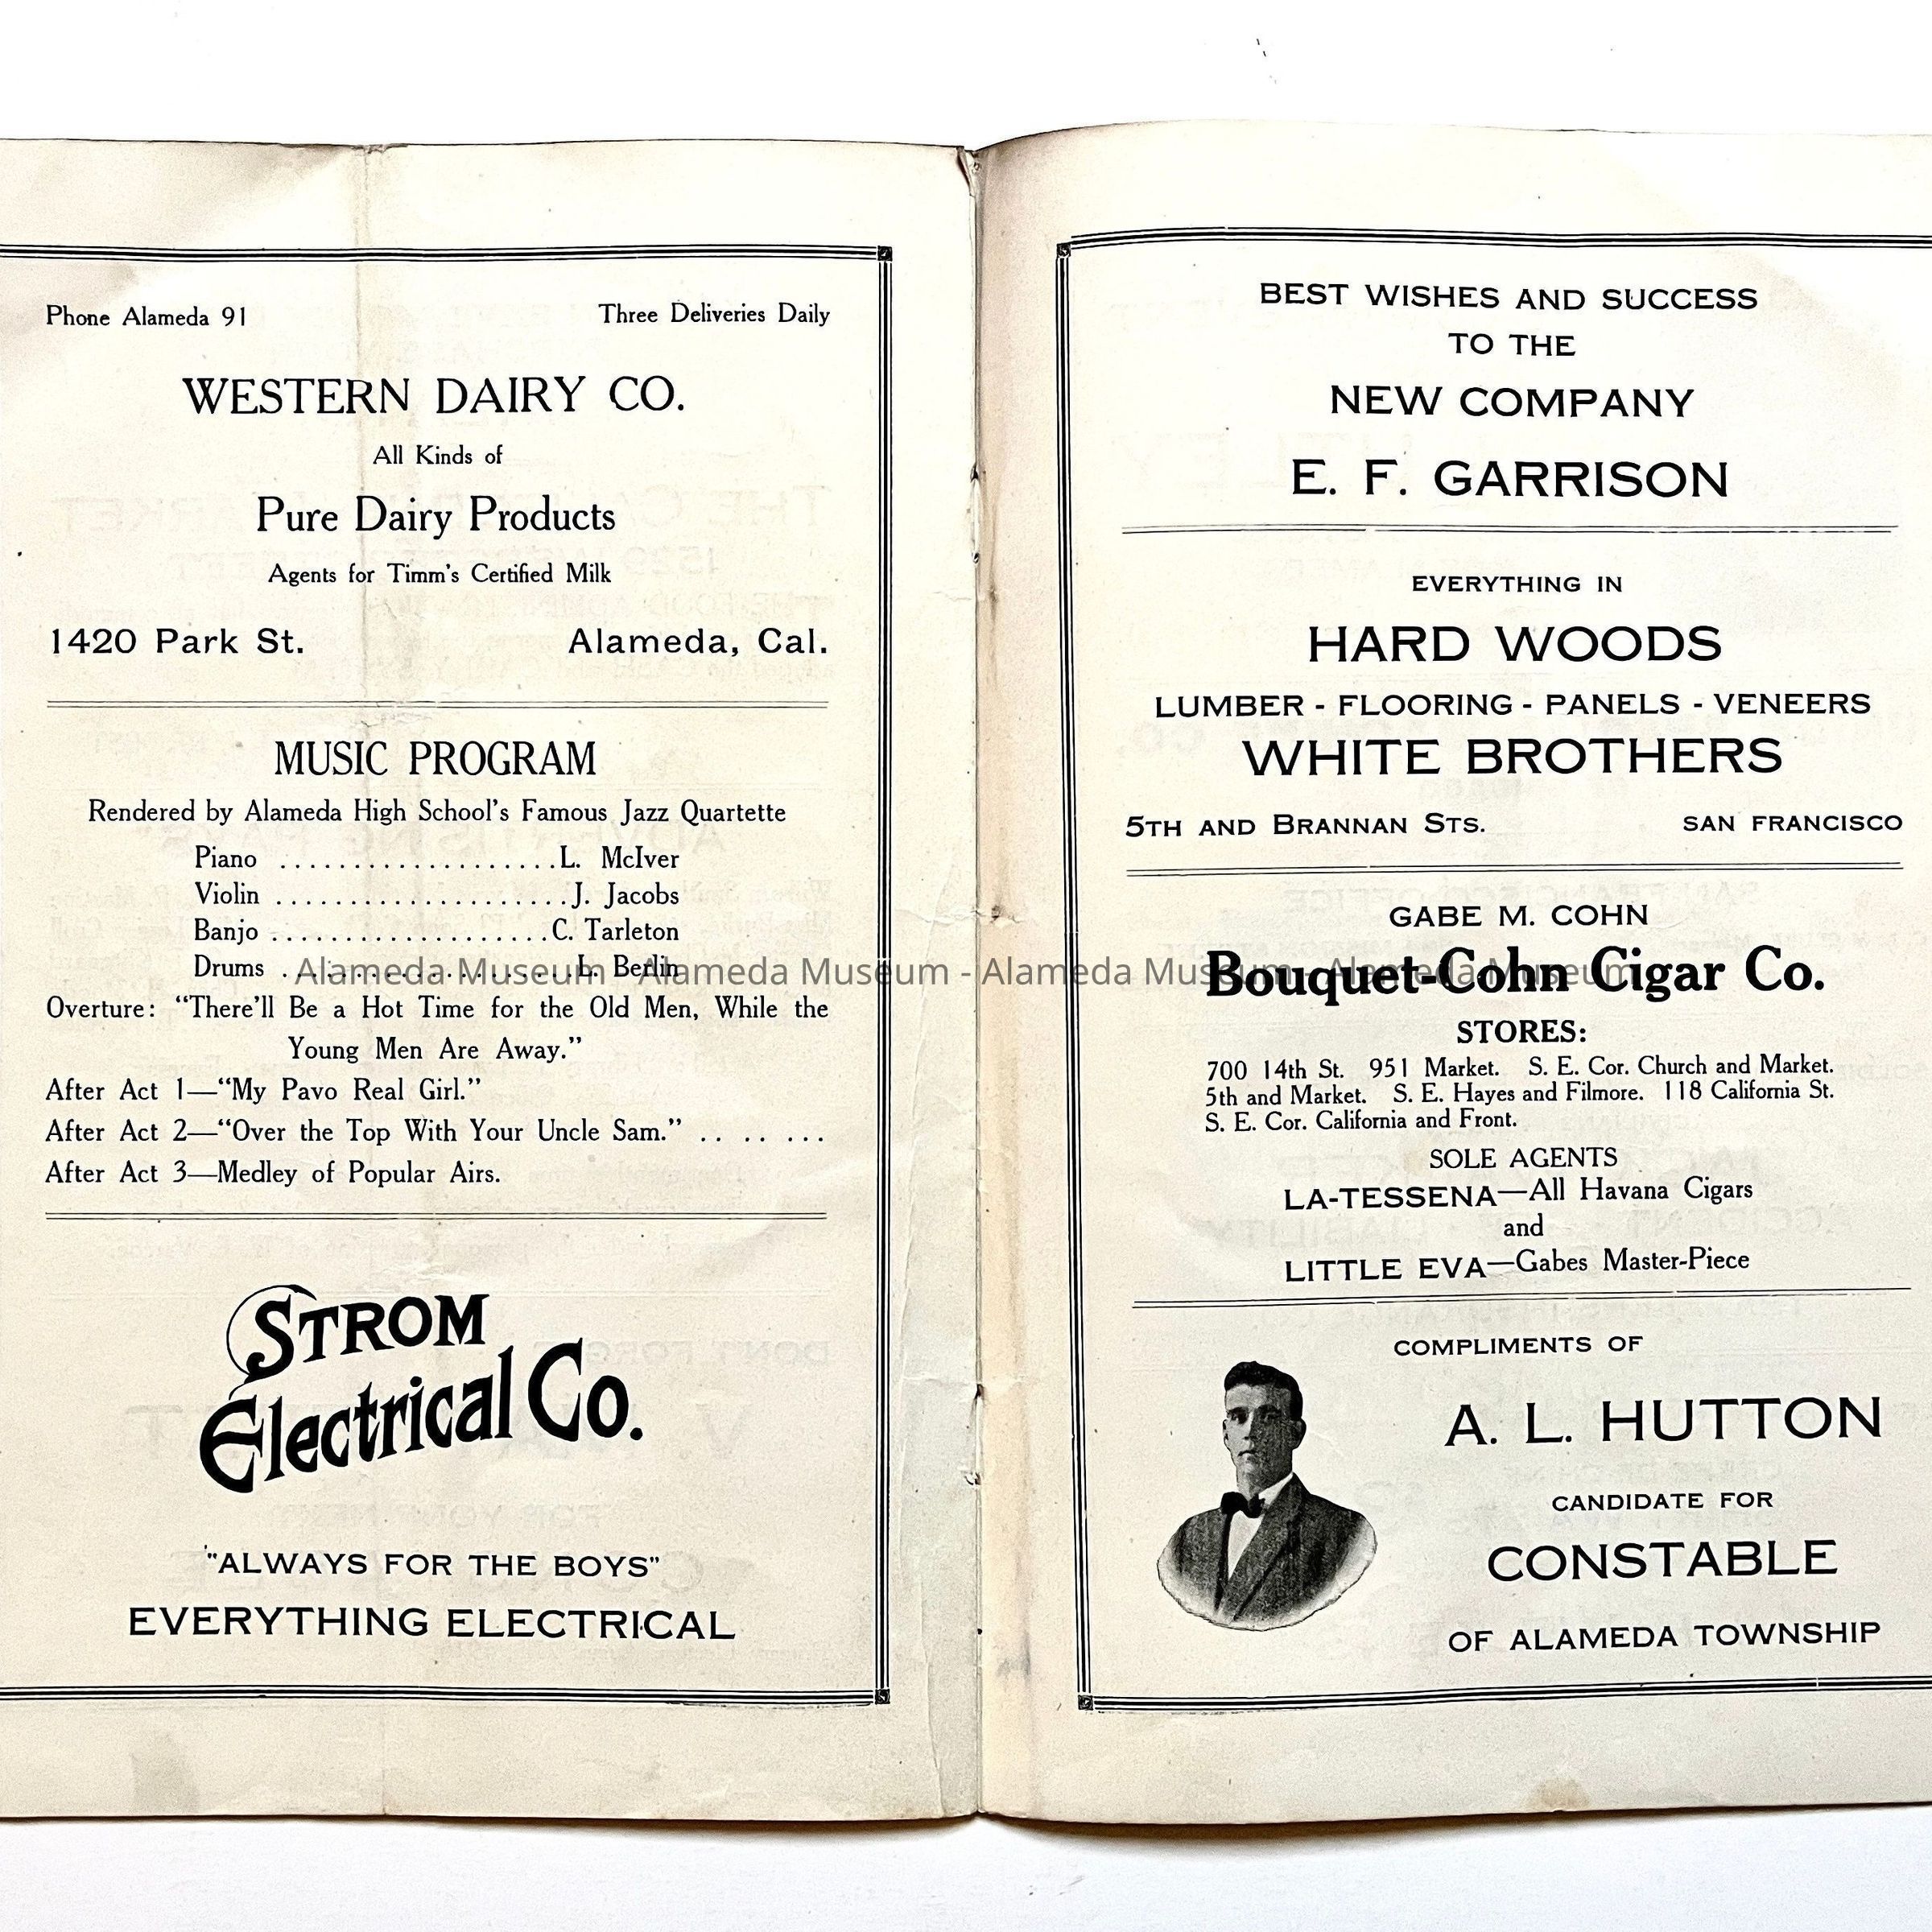 Phone Alameda 91 Three Deliveries Daily
WESTERN DAIRY CO.
All Kinds of
Pure Dairy Products
Agents for Timm's Certified Milk
1420 Park St. Alameda, Cal.
MUSIC PROGRAM
Rendered by Alameda High School's Famous Jazz Quartette
Piano ...................L. McIver
Violin ....................J. Jacobs
Banjo ...................C. Tarleton
Drums ....................L. Berlin
Overture: "There'll Be a Hot Time for the Old Men, While the
Young Men Are Away."
After Act 1—"My Pavo Real Girl."
After Act 2—"Over the Top With Your Uncle Sam." .. .. ...
After Act 3—Medley of Popular Airs.
STROM
Electrical Co.
"ALWAYS FOR THE BOYS"
EVERYTHING ELECTRICAL
BEST WISHES AND SUCCESS
TO THE
NEW COMPANY
E. F. GARRISON
EVERYTHING IN
HARD WOODS
LUMBER - FLOORING - PANELS - VENEERS
WHITE BROTHERS
5TH AND BRANNAN STS. SAN FRANCISCO
GABE M. COHN
Bouquet-Cohn Cigar Co.
STORES:
700 14th St. 951 Market. S. E. Cor. Church and Market.
5th and Market. S. E. Hayes and Filmore. 118 California St.
S. E. Cor. California and Front.
SOLE AGENTS
LA-TESSENA—All Havana Cigars
and
LITTLE EVA—Gabes Master-Piece
COMPLIMENTS OF
A. L. HUTTON
CANDIDATE FOR
CONSTABLE
OF ALAMEDA TOWNSHIP
Alameda Museum - Alameda Museum - Alameda Museum - Alameda Museum